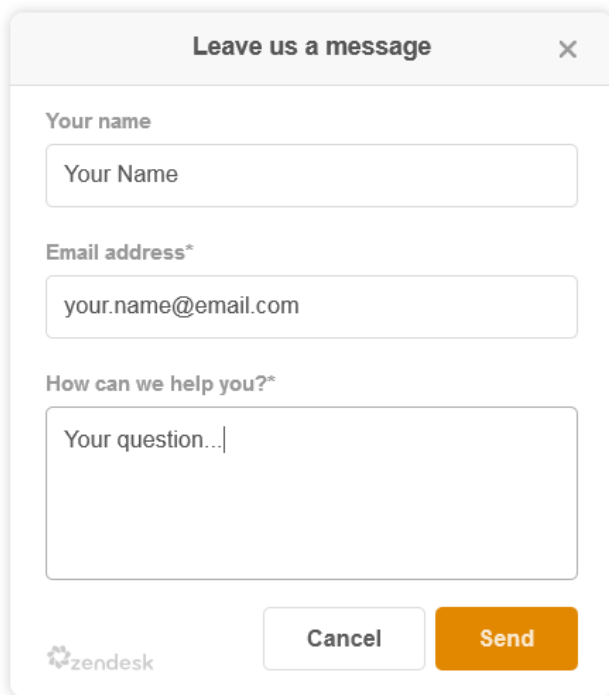 Leave us a message
Your name
Your Name
Email address*
your.name@email.com
How can we help you?*
Your question...
Cancel
Send
zendesk